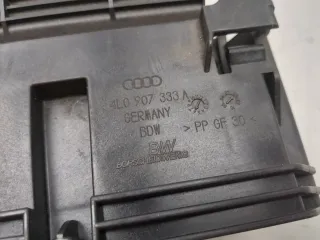 4L0 907 333 A
GERMANY
BDW
> PP GF 30 <